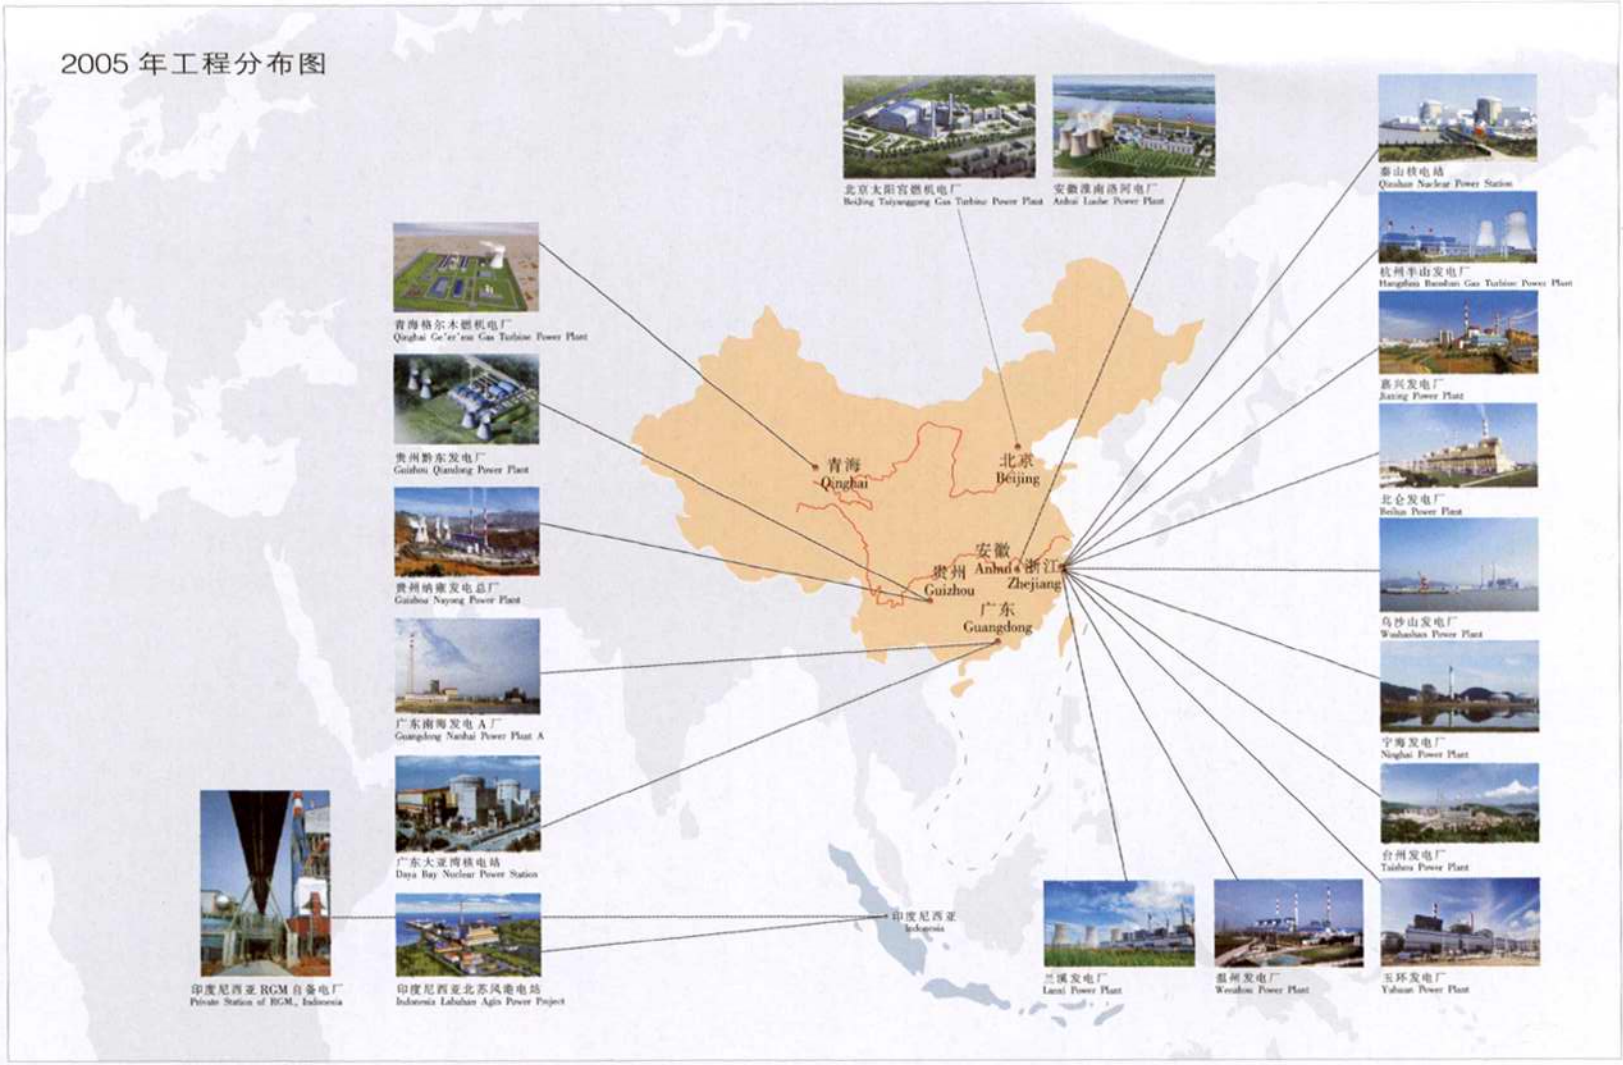 2005 年工程分布图
北京太阳宫燃机电厂
Beijing Taiyanggong Gas Turbine Power Plant
安徽淮南洛河电厂
Anhui Luohe Power Plant
秦山核电站
Qinshan Nuclear Power Station
杭州半山发电厂
Hangzhou Banshan Gas Turbine Power Plant
嘉兴发电厂
Jiaxing Power Plant
北仑发电厂
Beilun Power Plant
乌沙山发电厂
Wushashan Power Plant
宁海发电厂
Ninghai Power Plant
台州发电厂
Taizhou Power Plant
玉环发电厂
Yuhuan Power Plant
温州发电厂
Wenzhou Power Plant
兰溪发电厂
Lanxi Power Plant
青海格尔木燃机电厂
Qinghai Ge'er'mu Gas Turbine Power Plant
贵州黔东发电厂
Guizhou Qiandong Power Plant
贵州纳雍发电总厂
Guizhou Nayong Power Plant
广东南海发电 A 厂
Guangdong Nanhai Power Plant A
广东大亚湾核电站
Daya Bay Nuclear Power Station
印度尼西亚 RGM 自备电厂
Private Station of RGM., Indonesia
印度尼西亚北苏风港电站
Indonesia Labuhan Agin Power Project
青海
Qinghai
北京
Beijing
安徽
Anhui
浙江
Zhejiang
贵州
Guizhou
广东
Guangdong
印度尼西亚
Indonesia